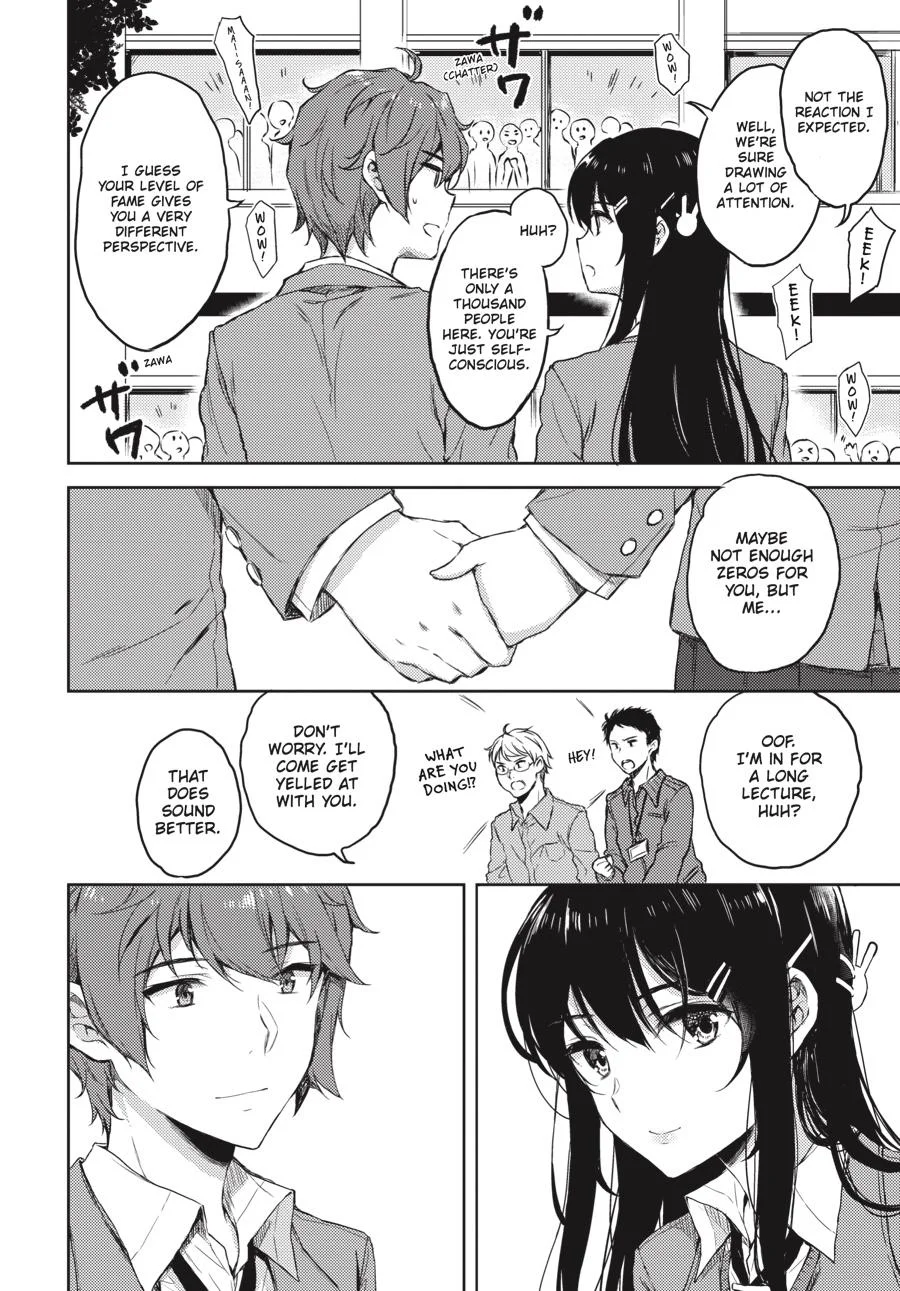 NOT THE
REACTION I
EXPECTED.
WELL,
WE'RE
SURE
DRAWING
A LOT OF
ATTENTION.
WOW!
ザワ
ZAWA
(CHATTER)
MAI-SAAAN!
EEK!
EEK!
WOW!
HUH?
THERE'S
ONLY A
THOUSAND
PEOPLE
HERE. YOU'RE
JUST SELF-
CONSCIOUS.
I GUESS
YOUR LEVEL OF
FAME GIVES
YOU A VERY
DIFFERENT
PERSPECTIVE.
WOW!
ZAWA
ザワ
MAYBE
NOT ENOUGH
ZEROS FOR
YOU, BUT
ME...
OOF.
I'M IN FOR
A LONG
LECTURE,
HUH?
HEY!
WHAT
ARE YOU
DOING!?
DON'T
WORRY. I'LL
COME GET
YELLED AT
WITH YOU.
THAT
DOES
SOUND
BETTER.